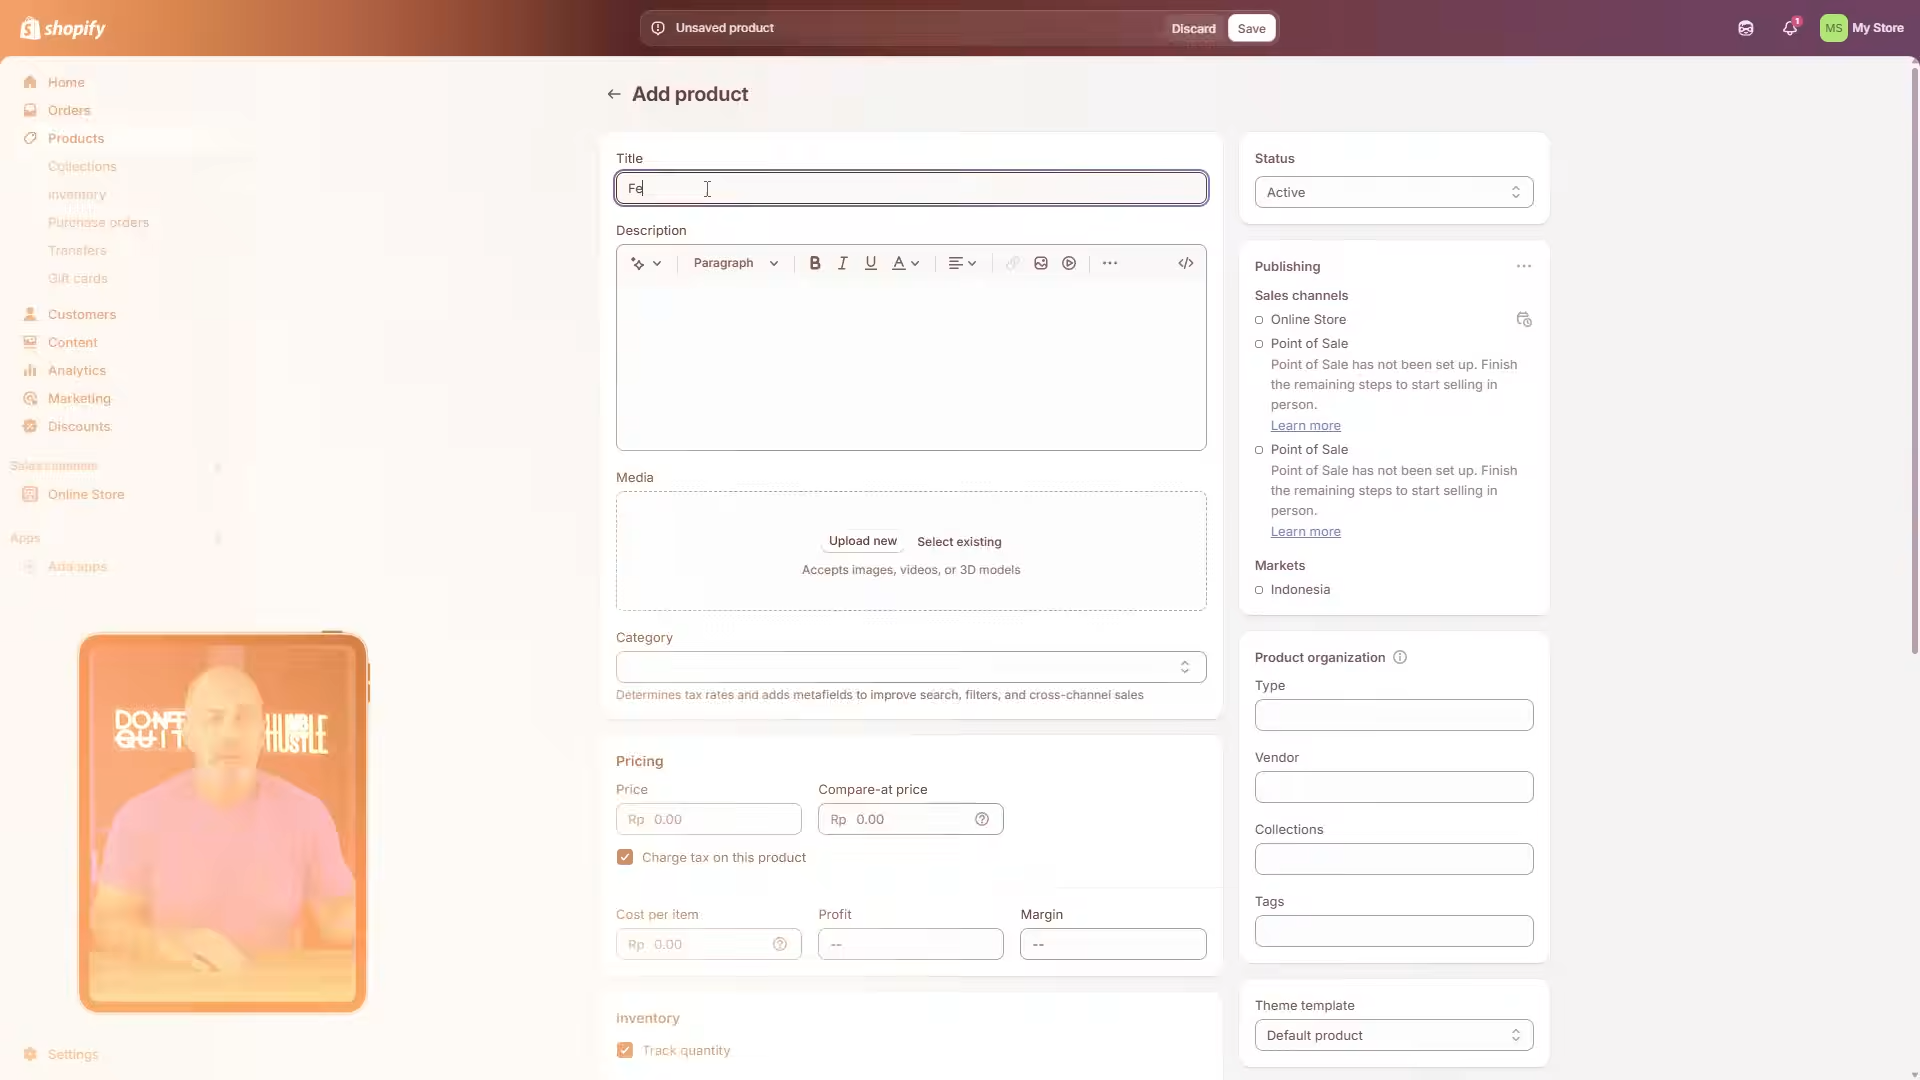 shopify
Unsaved product
Discard
Save
1
MS
My Store
Home
Orders
Products
Collections
Inventory
Purchase orders
Transfers
Gift cards
Customers
Content
Analytics
Marketing
Discounts
Sales channels
Online Store
Apps
Add apps
Settings
DON'T
QUIT
HUSTLE
Add product
Title
Fe
Description
Paragraph
B I U A
Media
Upload new
Select existing
Accepts images, videos, or 3D models
Category
Determines tax rates and adds metafields to improve search, filters, and cross-channel sales
Pricing
Price
Compare-at price
Rp 0.00
Rp 0.00
Charge tax on this product
Cost per item
Profit
Margin
Rp 0.00
--
--
Inventory
Track quantity
Status
Active
Publishing
Sales channels
Online Store
Point of Sale
Point of Sale has not been set up. Finish
the remaining steps to start selling in
person.
Learn more
Point of Sale
Point of Sale has not been set up. Finish
the remaining steps to start selling in
person.
Learn more
Markets
Indonesia
Product organization
Type
Vendor
Collections
Tags
Theme template
Default product